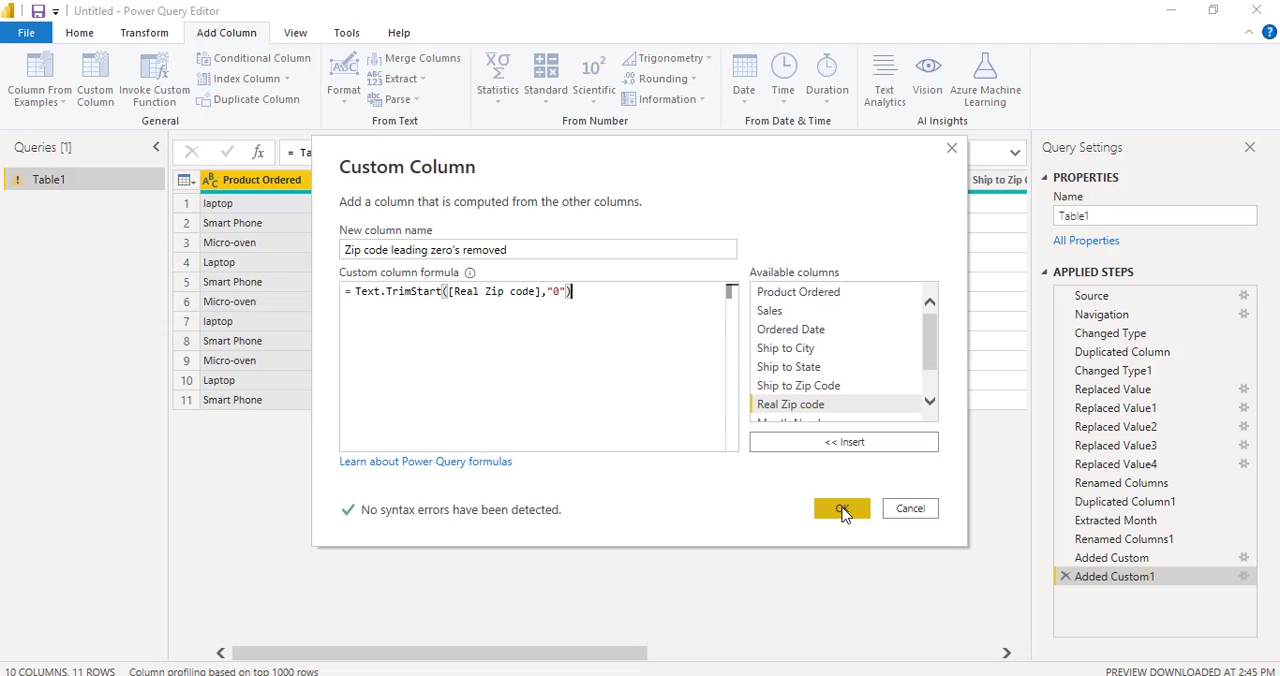 Untitled - Power Query Editor
File Home Transform Add Column View Tools Help
Column From Examples
Custom Column
Invoke Custom Function
Conditional Column
Index Column
Duplicate Column
General
Format
Merge Columns
Extract
Parse
From Text
Statistics
Standard
Scientific
Trigonometry
Rounding
Information
From Number
Date
Time
Duration
From Date & Time
Text Analytics
Vision
Azure Machine Learning
AI Insights
Queries [1]
Table1
fx = Ta
Product Ordered
Ship to Zip C
1 laptop
2 Smart Phone
3 Micro-oven
4 Laptop
5 Smart Phone
6 Micro-oven
7 laptop
8 Smart Phone
9 Micro-oven
10 Laptop
11 Smart Phone
Custom Column
Add a column that is computed from the other columns.
New column name
Zip code leading zero's removed
Custom column formula
= Text.TrimStart([Real Zip code],"0")
Available columns
Product Ordered
Sales
Ordered Date
Ship to City
Ship to State
Ship to Zip Code
Real Zip code
<< Insert
Learn about Power Query formulas
No syntax errors have been detected.
OK
Cancel
Query Settings
PROPERTIES
Name
Table1
All Properties
APPLIED STEPS
Source
Navigation
Changed Type
Duplicated Column
Changed Type1
Replaced Value
Replaced Value1
Replaced Value2
Replaced Value3
Replaced Value4
Renamed Columns
Duplicated Column1
Extracted Month
Renamed Columns1
Added Custom
Added Custom1
10 COLUMNS, 11 ROWS Column profiling based on top 1000 rows
PREVIEW DOWNLOADED AT 2:45 PM